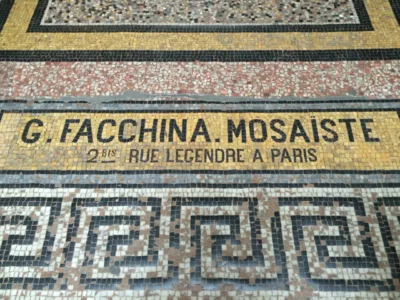 G. FACCHINA. MOSAÏSTE
2BIS RUE LEGENDRE A PARIS